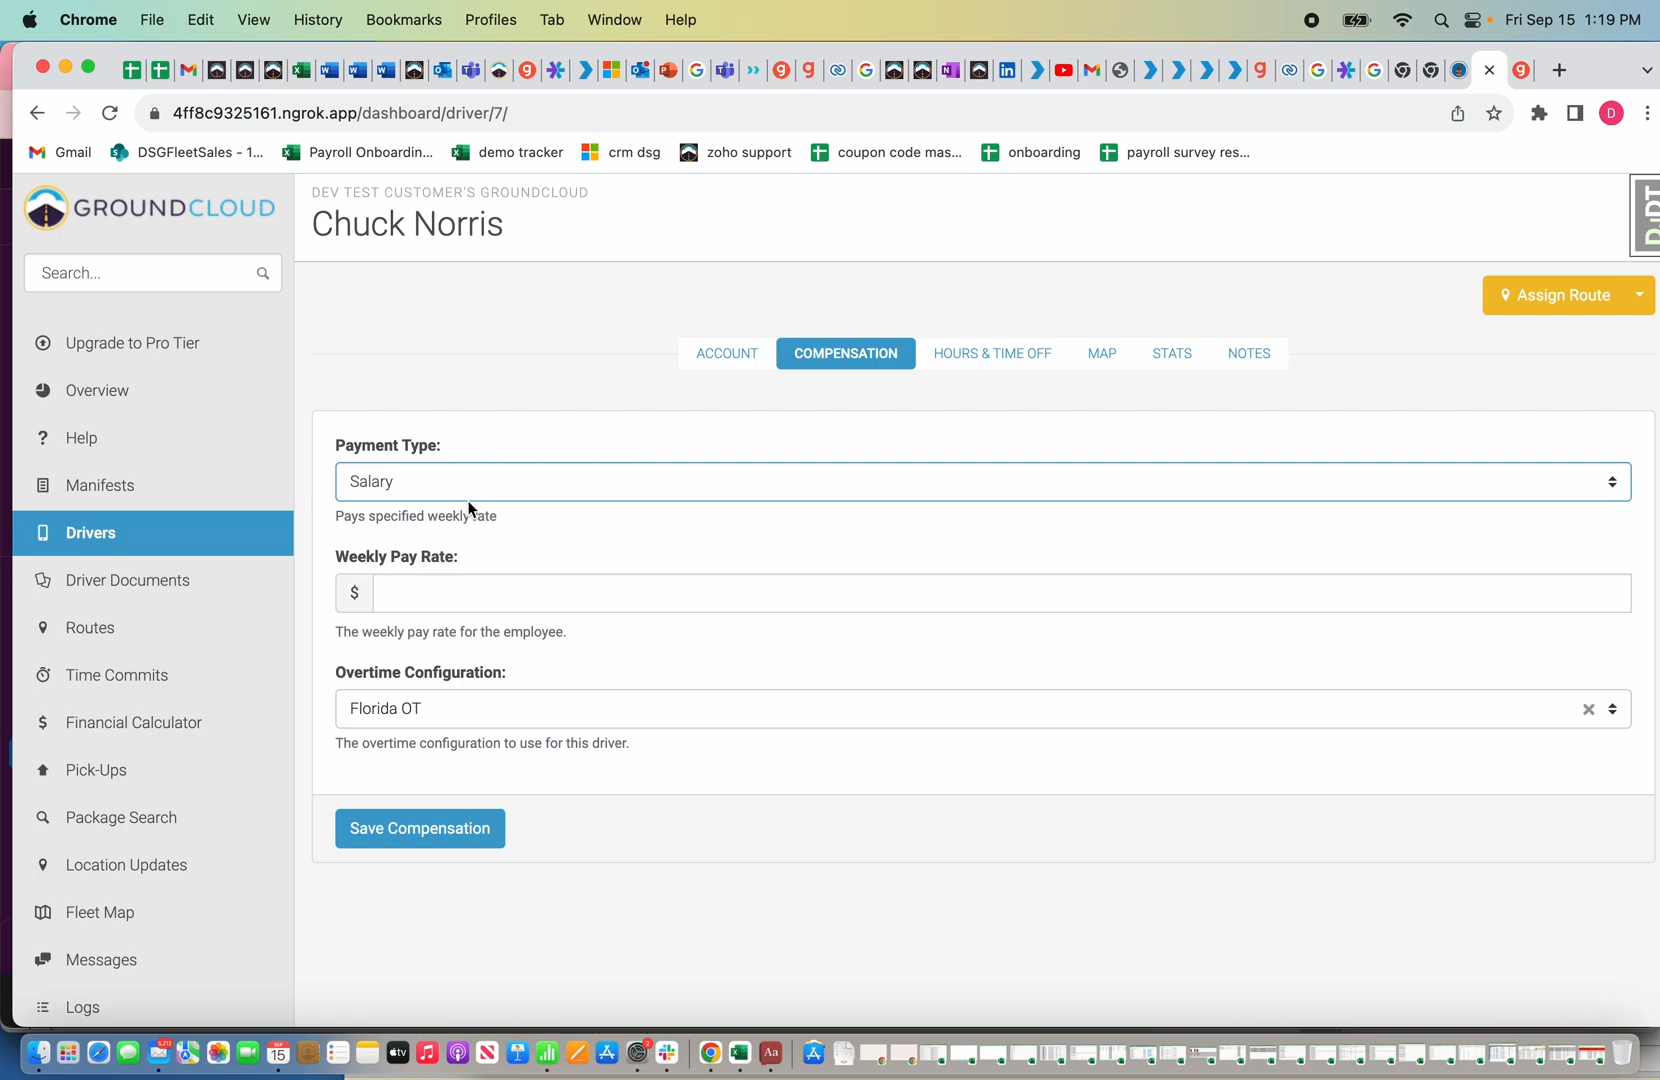 Chrome File Edit View History Bookmarks Profiles Tab Window Help Fri Sep 15 1:19 PM
4ff8c9325161.ngrok.app/dashboard/driver/7/ D
Gmail DSGFleetSales - 1... Payroll Onboardin... demo tracker crm dsg zoho support coupon code mas... onboarding payroll survey res...
GROUNDCLOUD
Search...
Upgrade to Pro Tier
Overview
Help
Manifests
Drivers
Driver Documents
Routes
Time Commits
Financial Calculator
Pick-Ups
Package Search
Location Updates
Fleet Map
Messages
Logs
DEV TEST CUSTOMER'S GROUNDCLOUD
Chuck Norris
DJDT
Assign Route
ACCOUNT COMPENSATION HOURS & TIME OFF MAP STATS NOTES
Payment Type:
Salary
Pays specified weekly rate
Weekly Pay Rate:
$
The weekly pay rate for the employee.
Overtime Configuration:
Florida OT
The overtime configuration to use for this driver.
Save Compensation